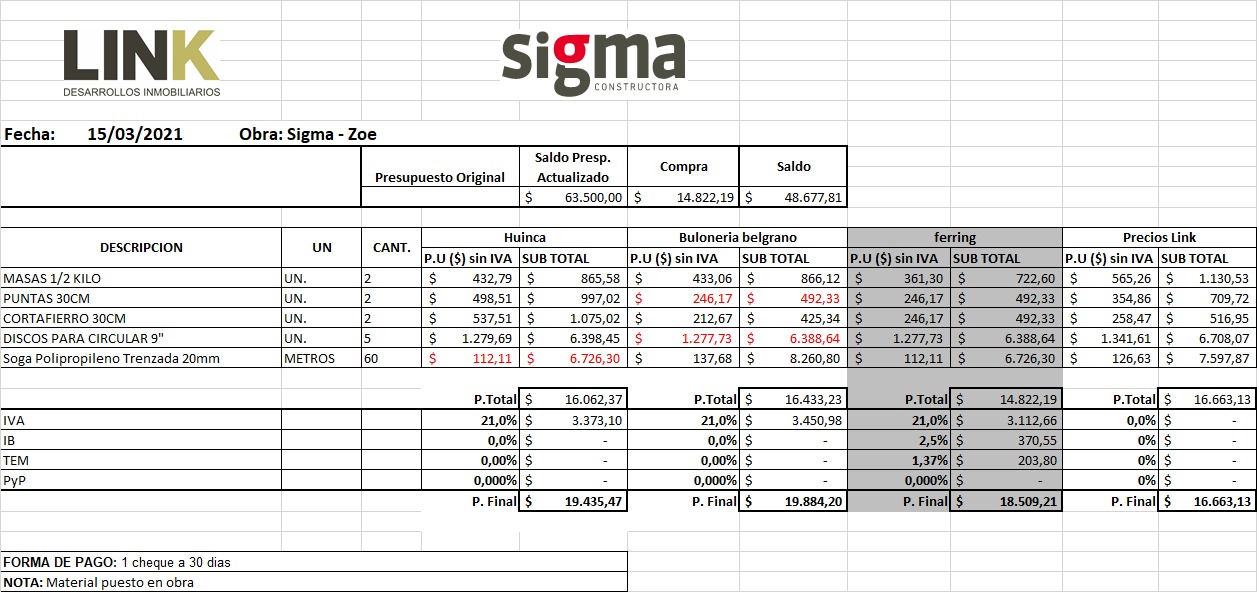 LINK
DESARROLLOS INMOBILIARIOS
sigma
CONSTRUCTORA
Fecha: 15/03/2021 Obra: Sigma - Zoe
Presupuesto Original Saldo Presp. Actualizado Compra Saldo
$ 63.500,00 $ 14.822,19 $ 48.677,81
DESCRIPCION UN CANT. Huinca Buloneria belgrano ferring Precios Link
P.U ($) sin IVA SUB TOTAL P.U ($) sin IVA SUB TOTAL P.U ($) sin IVA SUB TOTAL P.U ($) sin IVA SUB TOTAL
MASAS 1/2 KILO UN. 2 $ 432,79 $ 865,58 $ 433,06 $ 866,12 $ 361,30 $ 722,60 $ 565,26 $ 1.130,53
PUNTAS 30CM UN. 2 $ 498,51 $ 997,02 $ 246,17 $ 492,33 $ 246,17 $ 492,33 $ 354,86 $ 709,72
CORTAFIERRO 30CM UN. 2 $ 537,51 $ 1.075,02 $ 212,67 $ 425,34 $ 246,17 $ 492,33 $ 258,47 $ 516,95
DISCOS PARA CIRCULAR 9" UN. 5 $ 1.279,69 $ 6.398,45 $ 1.277,73 $ 6.388,64 $ 1.277,73 $ 6.388,64 $ 1.341,61 $ 6.708,07
Soga Polipropileno Trenzada 20mm METROS 60 $ 112,11 $ 6.726,30 $ 137,68 $ 8.260,80 $ 112,11 $ 6.726,30 $ 126,63 $ 7.597,87
P.Total $ 16.062,37 P.Total $ 16.433,23 P.Total $ 14.822,19 P.Total $ 16.663,13
IVA 21,0% $ 3.373,10 21,0% $ 3.450,98 21,0% $ 3.112,66 0,0% $ -
IB 0,0% $ - 0,0% $ - 2,5% $ 370,55 0% $ -
TEM 0,00% $ - 0,00% $ - 1,37% $ 203,80 0% $ -
PyP 0,000% $ - 0,000% $ - 0,000% $ - 0% $ -
P. Final $ 19.435,47 P. Final $ 19.884,20 P. Final $ 18.509,21 P. Final $ 16.663,13
FORMA DE PAGO: 1 cheque a 30 dias
NOTA: Material puesto en obra